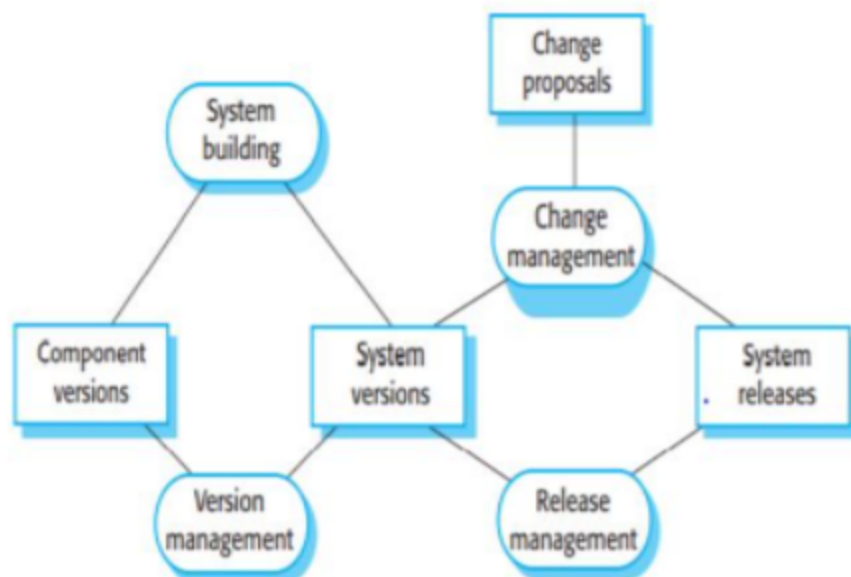 Change
proposals
System
building
Change
management
Component
versions
System
versions
System
releases
Version
management
Release
management